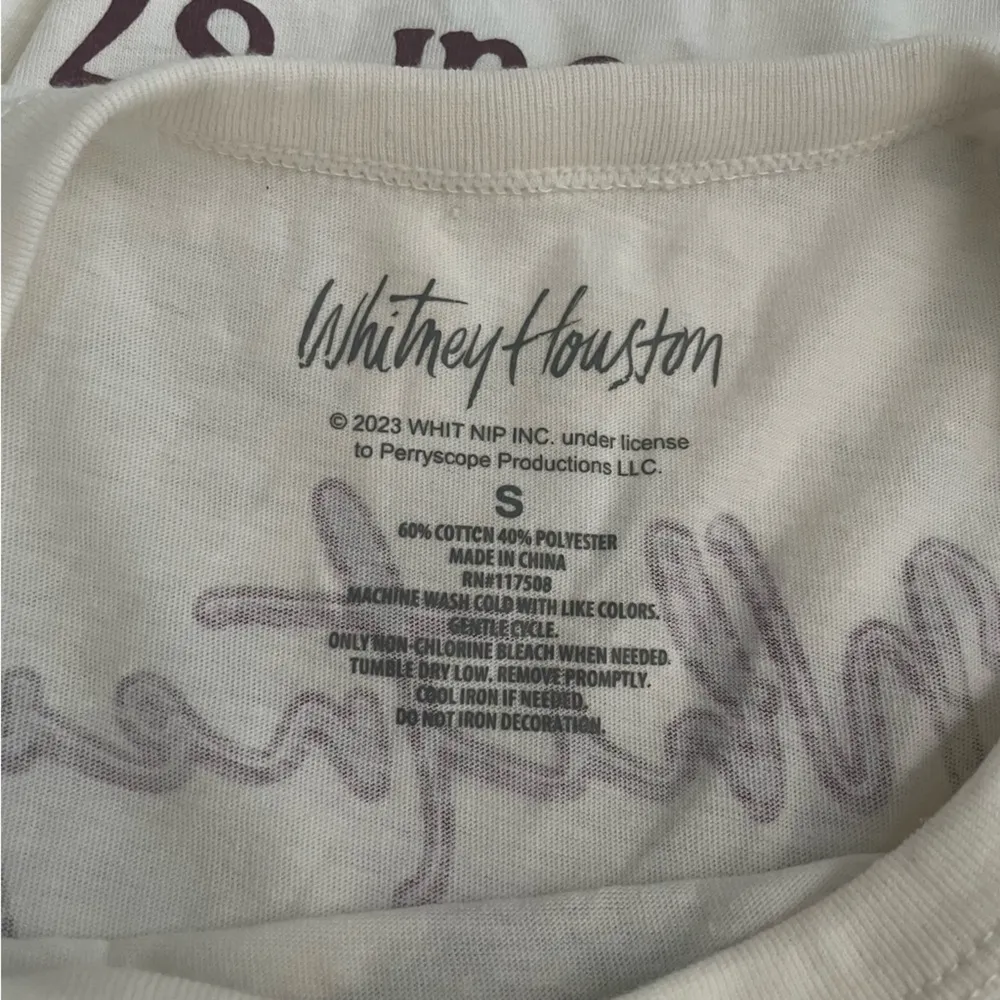 Whitney Houston
© 2023 WHIT NIP INC. under license
to Perryscope Productions LLC.
S
60% COTTON 40% POLYESTER
MADE IN CHINA
RN#117508
MACHINE WASH COLD WITH LIKE COLORS.
GENTLE CYCLE.
ONLY NON-CHLORINE BLEACH WHEN NEEDED.
TUMBLE DRY LOW. REMOVE PROMPTLY.
COOL IRON IF NEEDED.
DO NOT IRON DECORATION.